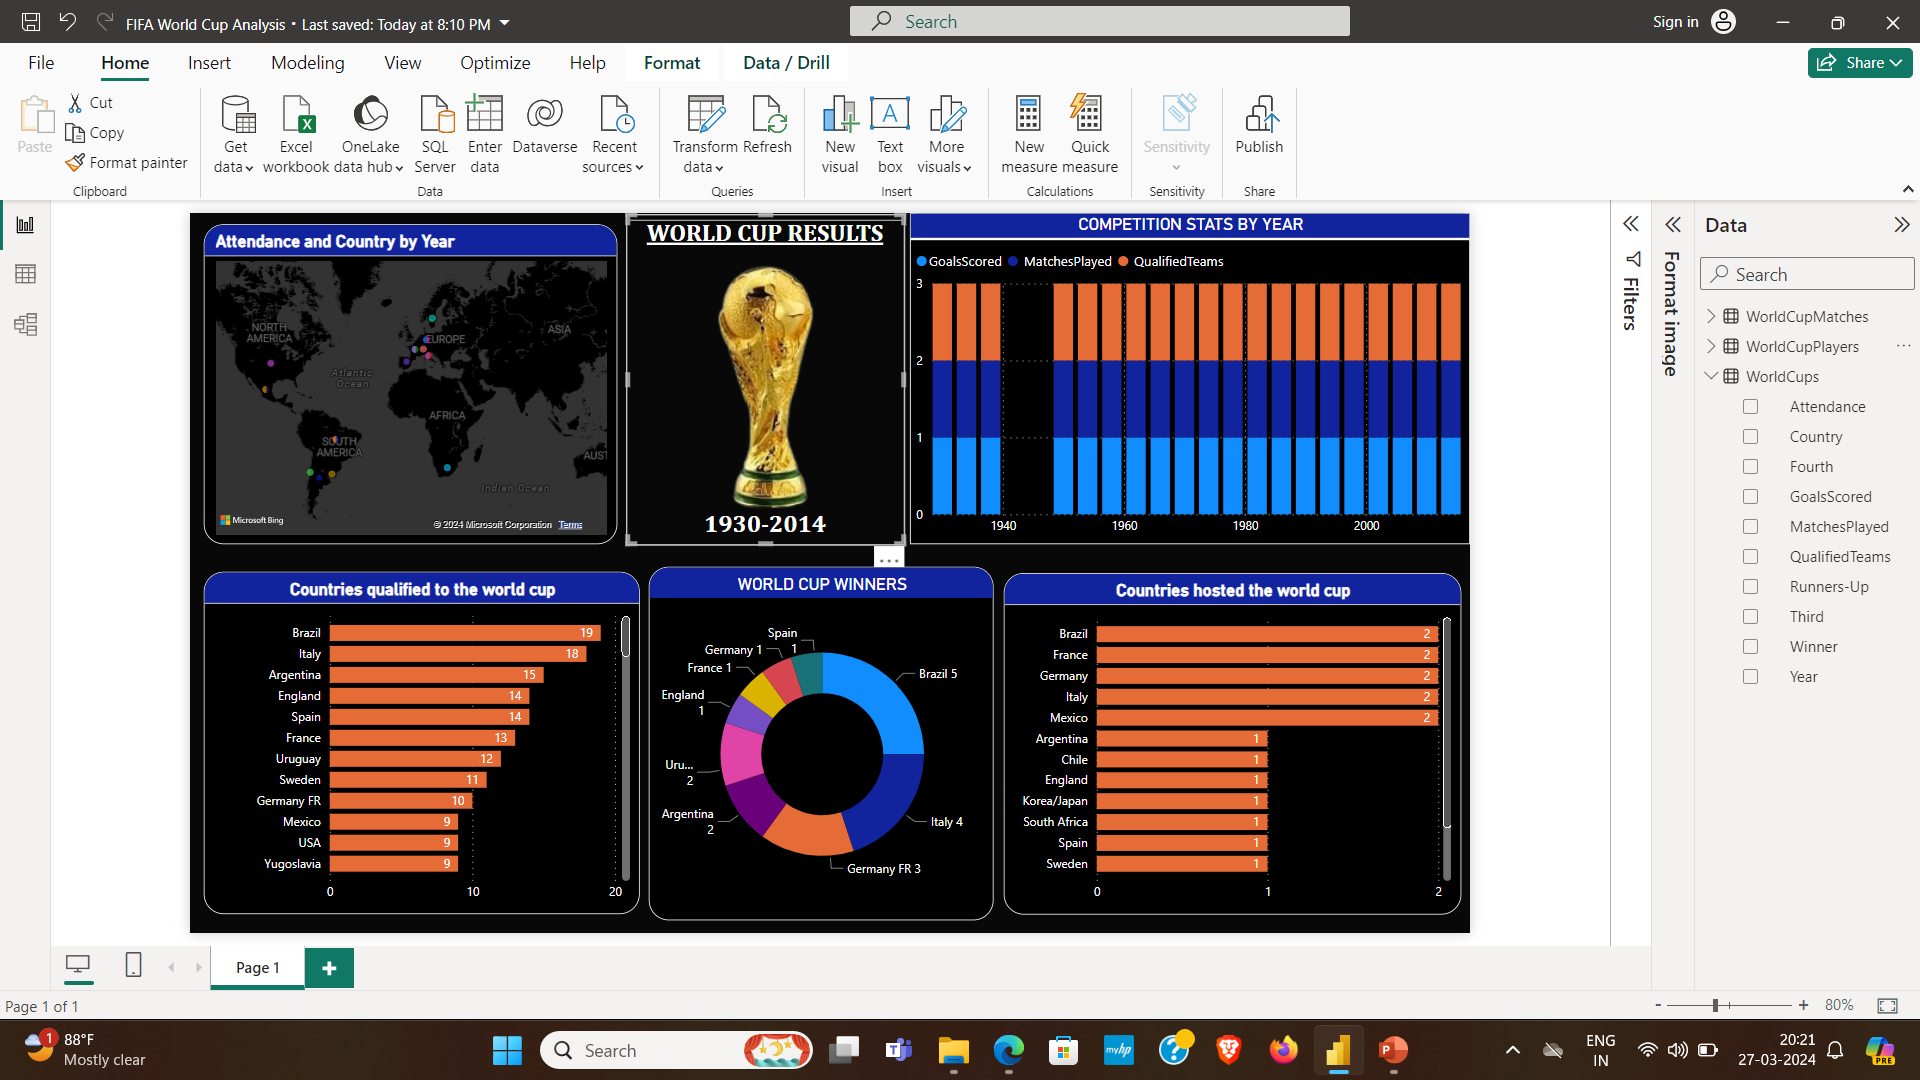 FIFA World Cup Analysis • Last saved: Today at 8:10 PM
Search
Sign in
File
Home
Insert
Modeling
View
Optimize
Help
Format
Data / Drill
Share
Paste
Cut
Copy
Format painter
Clipboard
Get data
Excel workbook
OneLake data hub
SQL Server
Enter data
Dataverse
Recent sources
Data
Transform data
Refresh
Queries
New visual
Text box
More visuals
Insert
New measure
Quick measure
Calculations
Sensitivity
Sensitivity
Publish
Share
Attendance and Country by Year
NORTH AMERICA
EUROPE
ASIA
Atlantic Ocean
AFRICA
SOUTH AMERICA
AUST
Indian Ocean
Microsoft Bing
© 2024 Microsoft Corporation Terms
WORLD CUP RESULTS
1930-2014
COMPETITION STATS BY YEAR
GoalsScored MatchesPlayed QualifiedTeams
3
2
1
0
1940 1960 1980 2000
Countries qualified to the world cup
Brazil 19
Italy 18
Argentina 15
England 14
Spain 14
France 13
Uruguay 12
Sweden 11
Germany FR 10
Mexico 9
USA 9
Yugoslavia 9
0 10 20
WORLD CUP WINNERS
Spain 1
Germany 1
France 1
England 1
Uru... 2
Argentina 2
Brazil 5
Italy 4
Germany FR 3
Countries hosted the world cup
Brazil 2
France 2
Germany 2
Italy 2
Mexico 2
Argentina 1
Chile 1
England 1
Korea/Japan 1
South Africa 1
Spain 1
Sweden 1
0 1 2
Filters
Format image
Data
Search
WorldCupMatches
WorldCupPlayers
WorldCups
Attendance
Country
Fourth
GoalsScored
MatchesPlayed
QualifiedTeams
Runners-Up
Third
Winner
Year
Page 1
Page 1 of 1
- + 80%
1
88°F
Mostly clear
Search
myhp
ENG
IN
20:21
27-03-2024
PRE